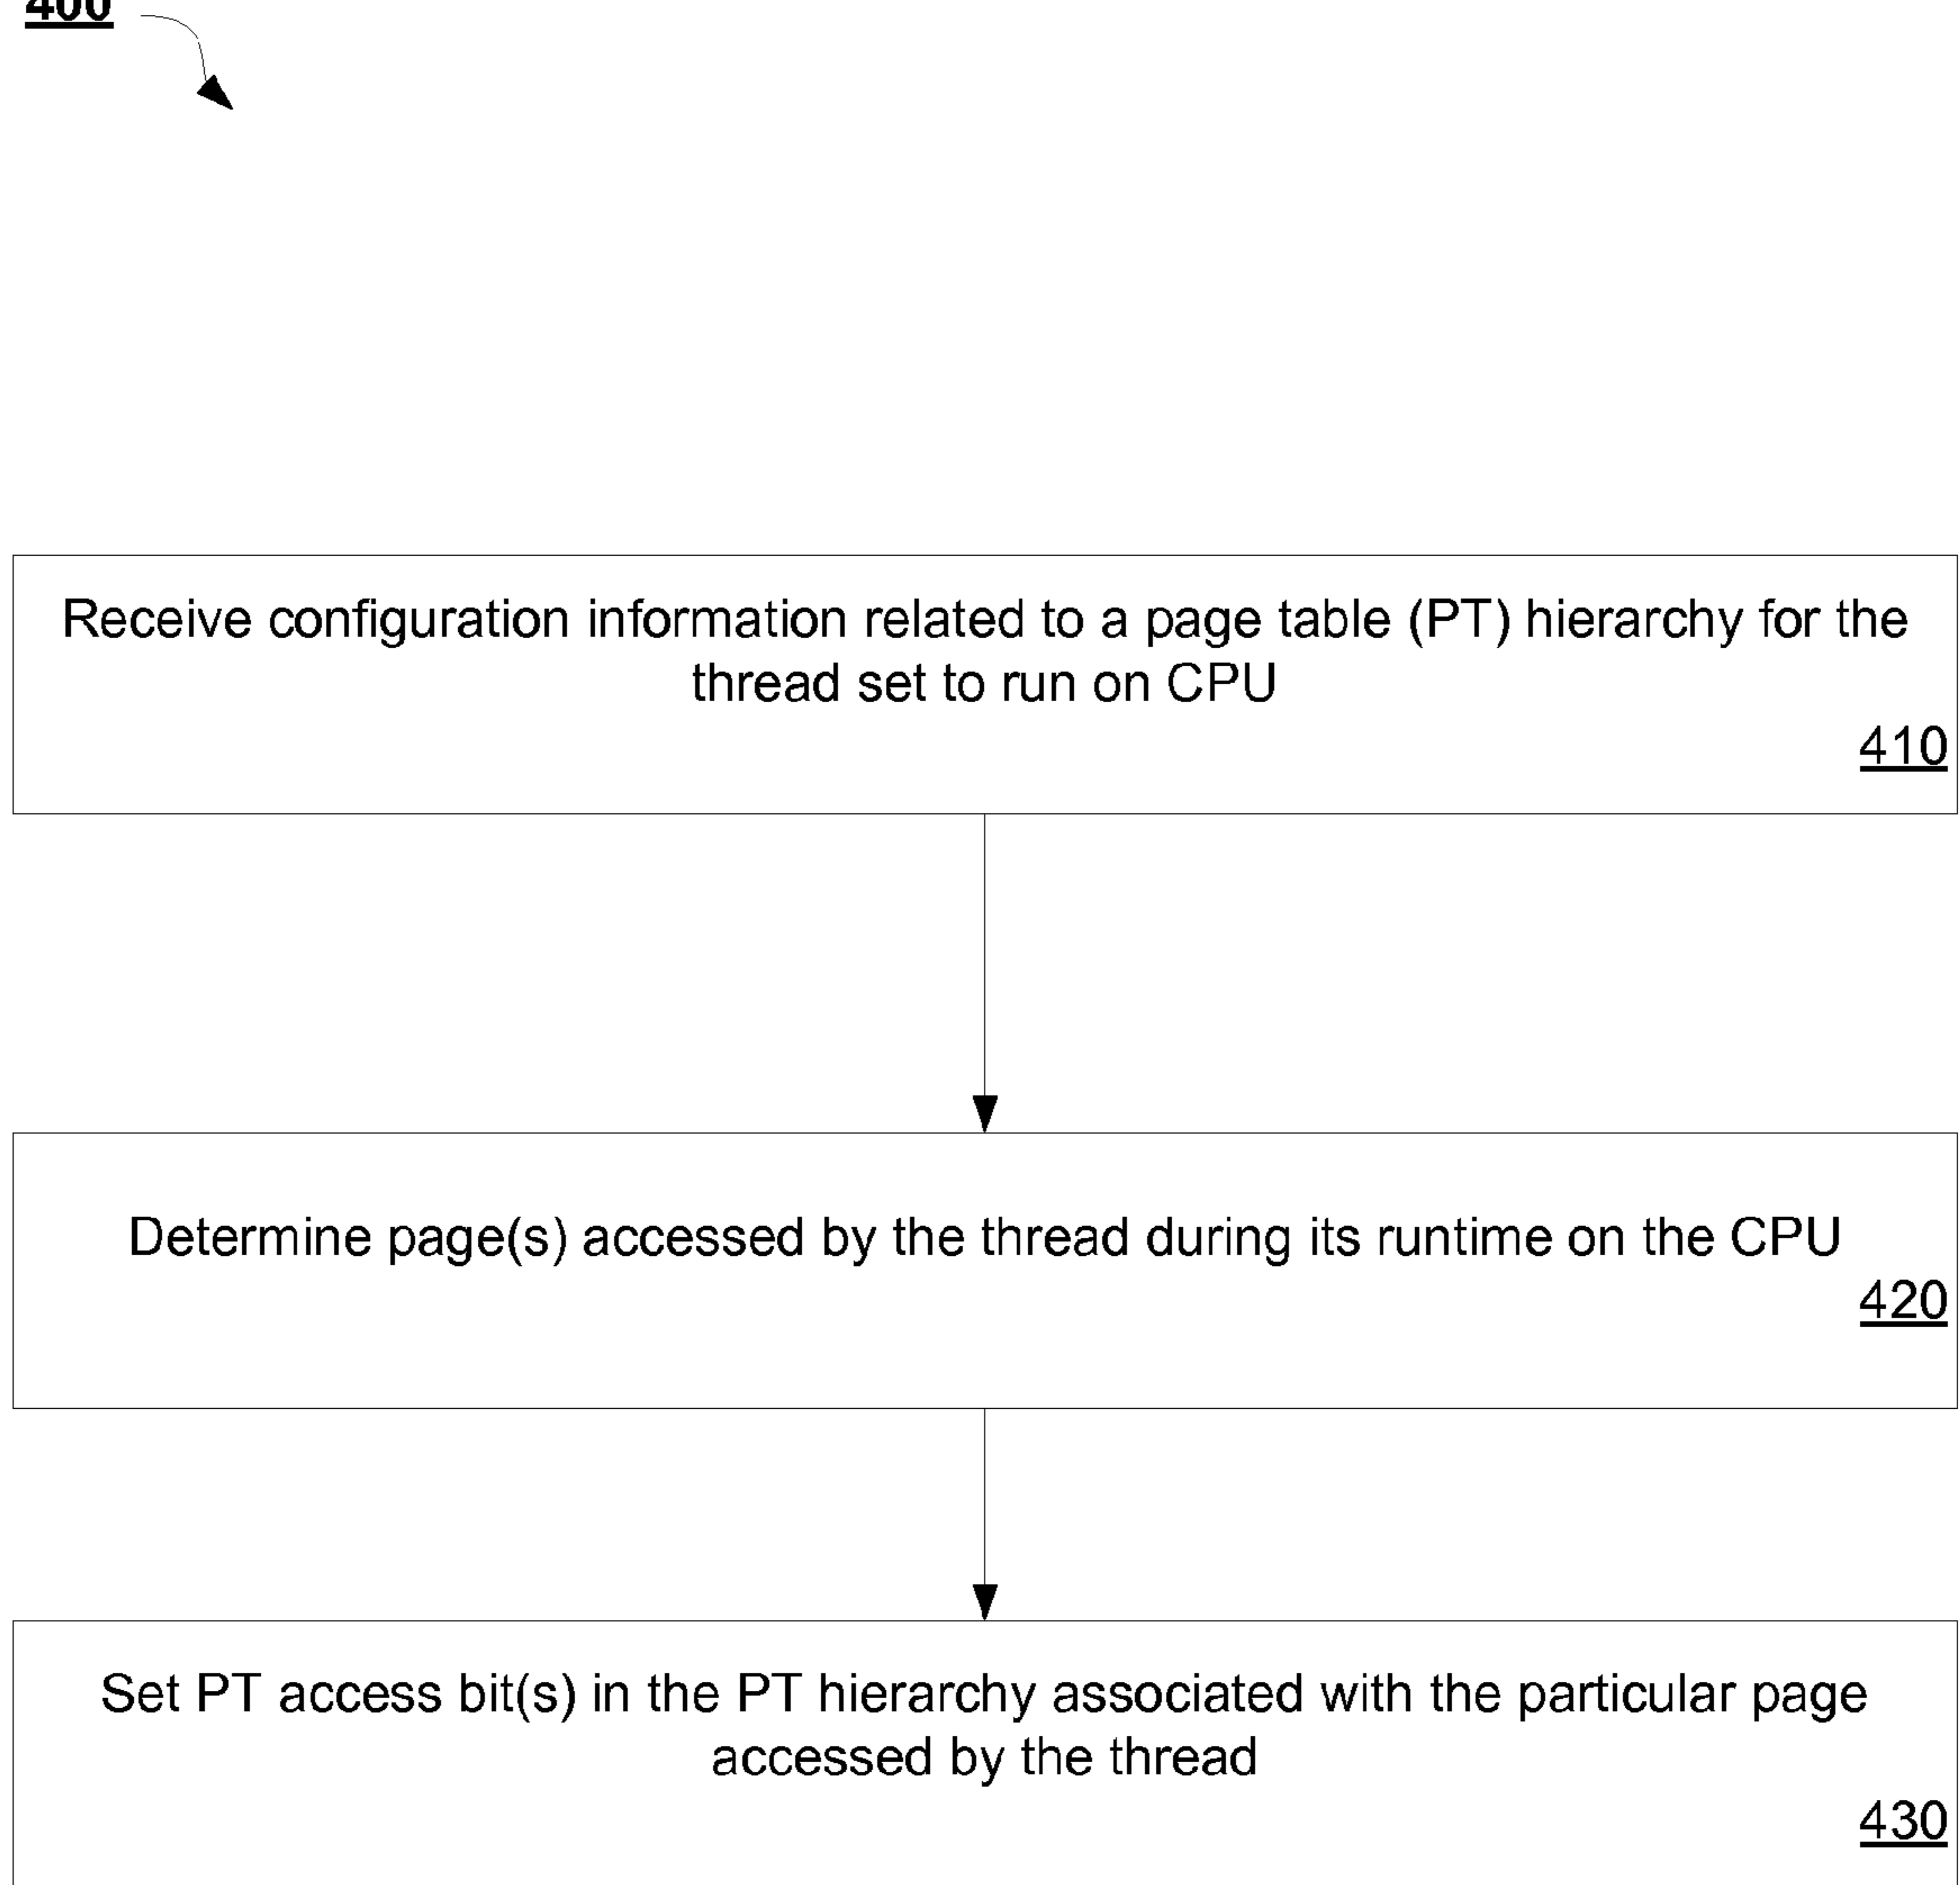 400
Receive configuration information related to a page table (PT) hierarchy for the
thread set to run on CPU
410
Determine page(s) accessed by the thread during its runtime on the CPU
420
Set PT access bit(s) in the PT hierarchy associated with the particular page
accessed by the thread
430